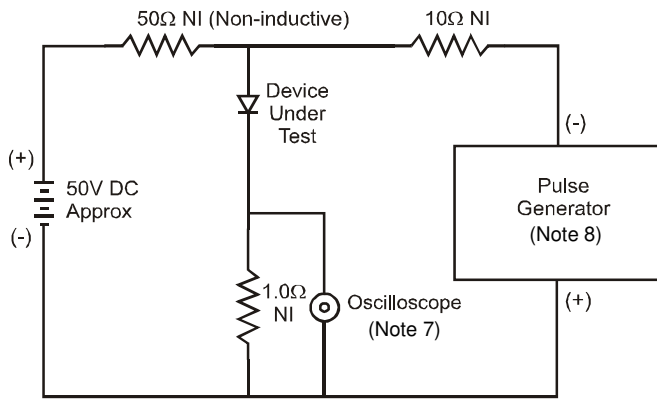 50Ω NI (Non-inductive)
10Ω NI
Device
Under
Test
(-)
(+)
50V DC
Approx
(-)
Pulse
Generator
(Note 8)
1.0Ω
NI
Oscilloscope
(Note 7)
(+)